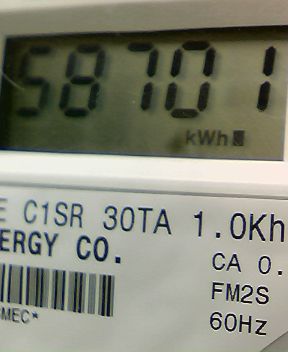 58701
kWh
E C1SR 30TA 1.0Kh
ERGY CO.
CA 0.
FM2S
MEC*
60Hz